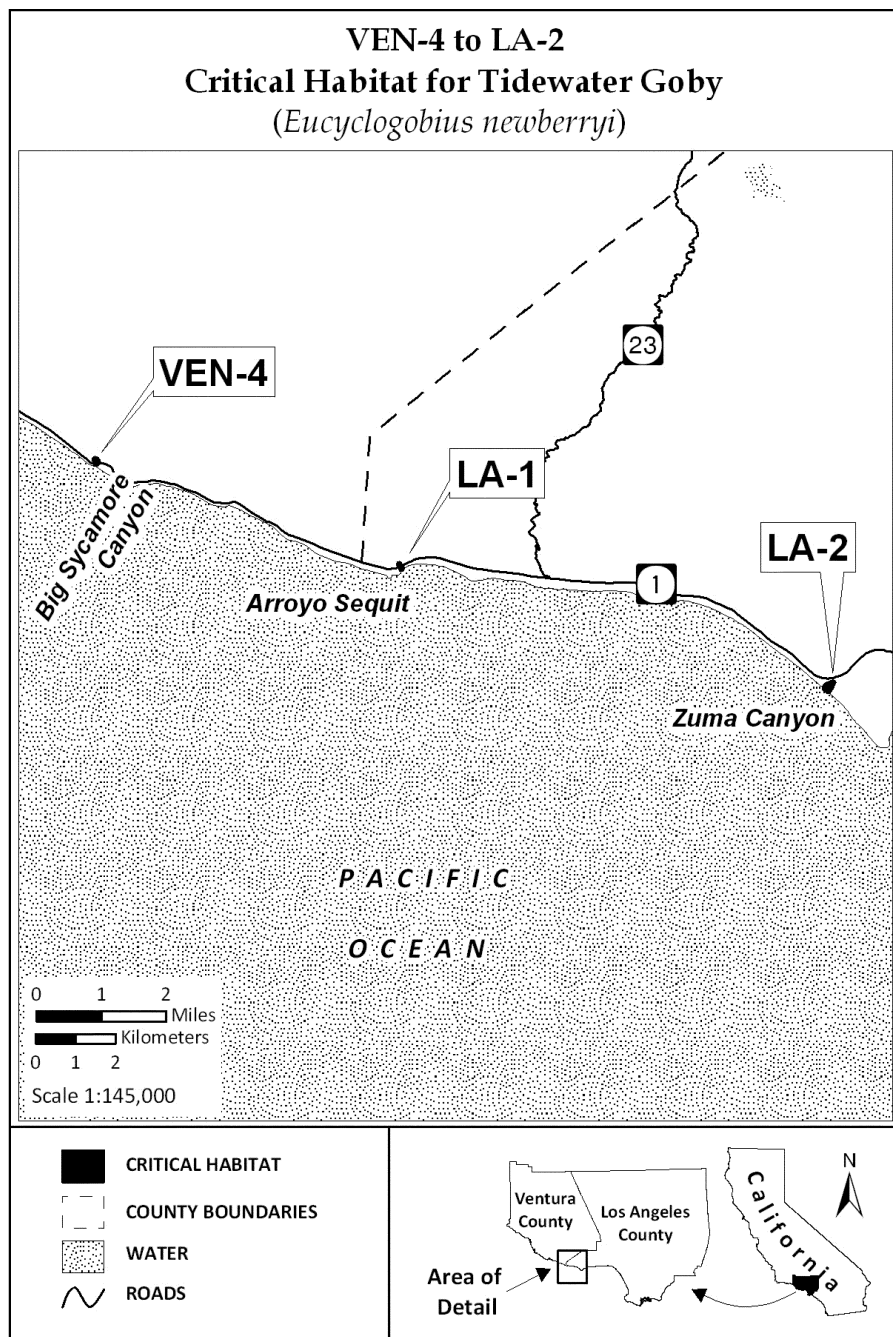 VEN-4 to LA-2
Critical Habitat for Tidewater Goby
(Eucyclogobius newberryi)
23
VEN-4
LA-1
LA-2
1
Big Sycamore
Canyon
Arroyo Sequit
Zuma Canyon
PACIFIC
OCEAN
0 1 2
Miles
Kilometers
0 1 2
Scale 1:145,000
CRITICAL HABITAT
COUNTY BOUNDARIES
WATER
ROADS
Ventura
County
Los Angeles
County
Area of
Detail
California
N